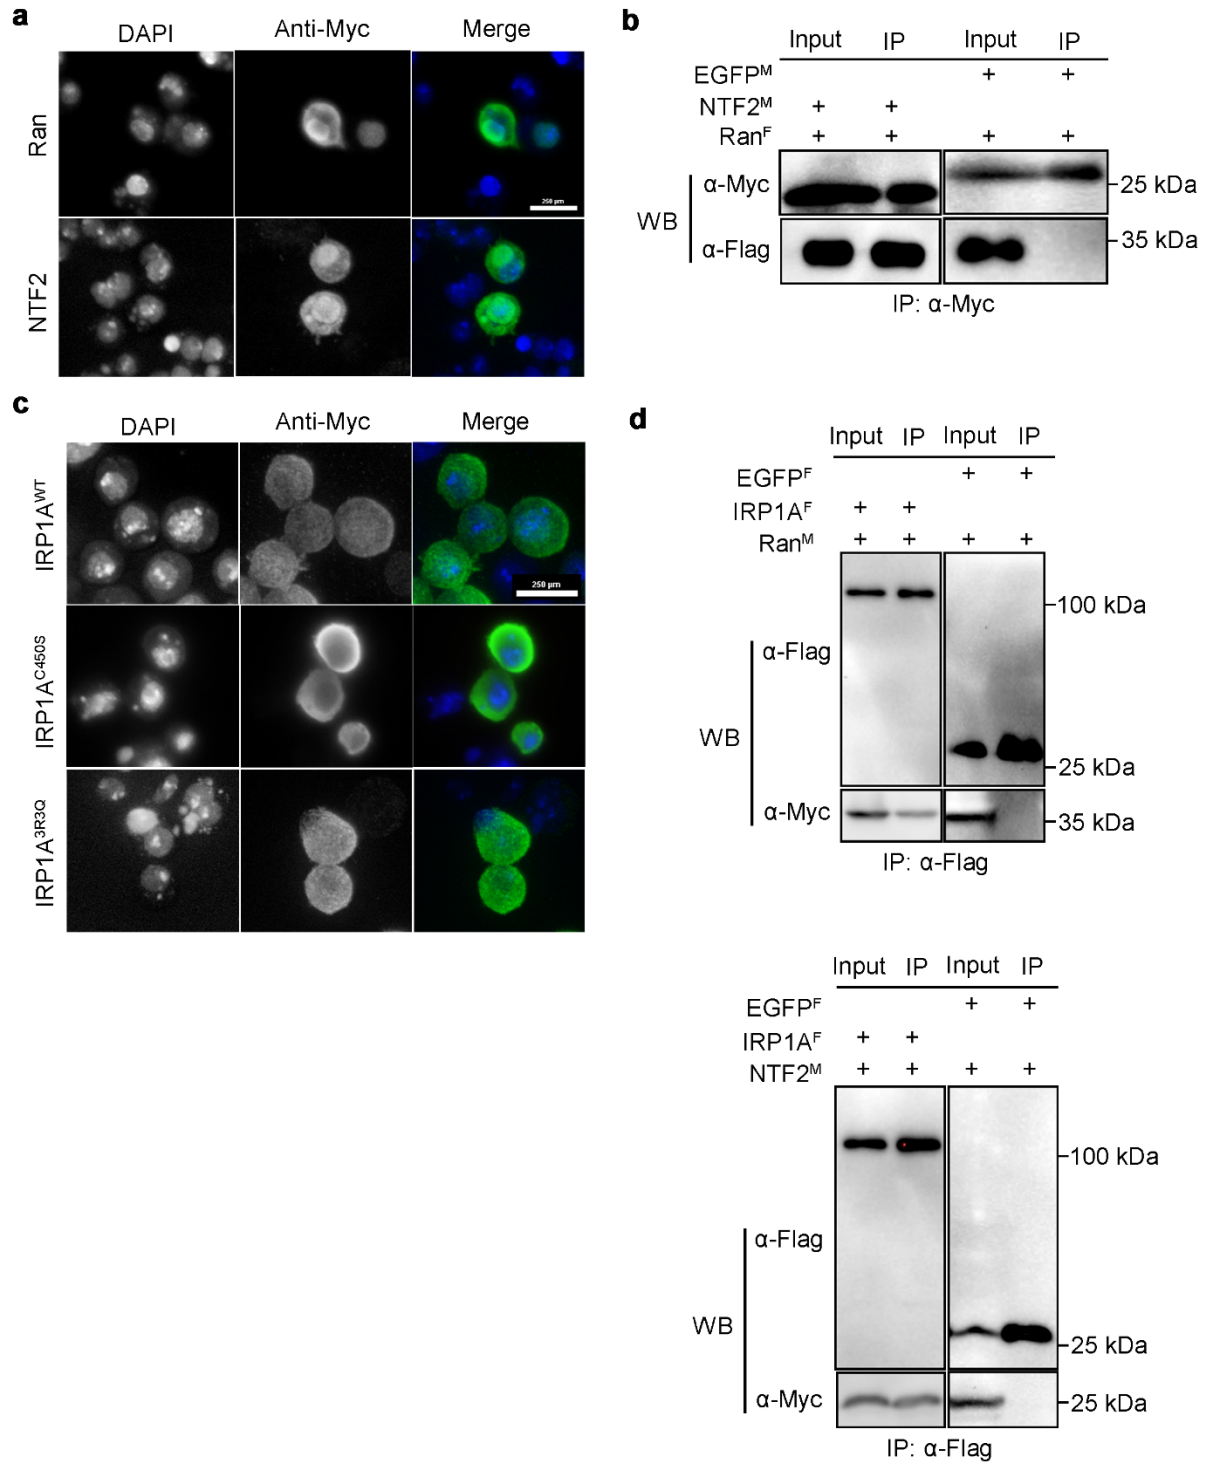 a
DAPI Anti-Myc Merge
Ran
250 µm
NTF2
b
Input IP Input IP
EGFPᴹ + +
NTF2ᴹ + +
Ranꟳ + + + +
WB
α-Myc
25 kDa
α-Flag
35 kDa
IP: α-Myc
c
DAPI Anti-Myc Merge
IRP1AWT
250 µm
IRP1AC450S
IRP1A3R3Q
d
Input IP Input IP
EGFPꟳ + +
IRP1Aꟳ + +
Ranᴹ + + + +
100 kDa
α-Flag
WB
25 kDa
α-Myc
35 kDa
IP: α-Flag
Input IP Input IP
EGFPꟳ + +
IRP1Aꟳ + +
NTF2ᴹ + + + +
100 kDa
α-Flag
WB
25 kDa
α-Myc
25 kDa
IP: α-Flag